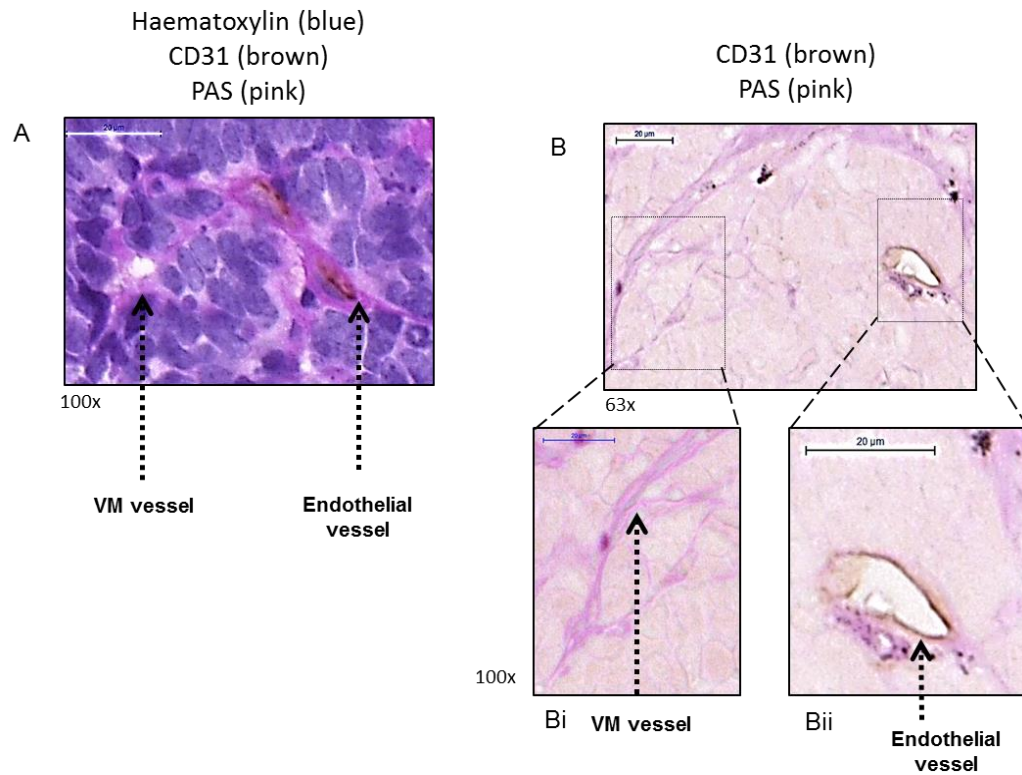 Haematoxylin (blue)
CD31 (brown)
PAS (pink)
A
20 µm
100x
VM vessel
Endothelial
vessel
CD31 (brown)
PAS (pink)
B
20 µm
63x
20 µm
100x
Bi
VM vessel
20 µm
Bii
Endothelial
vessel